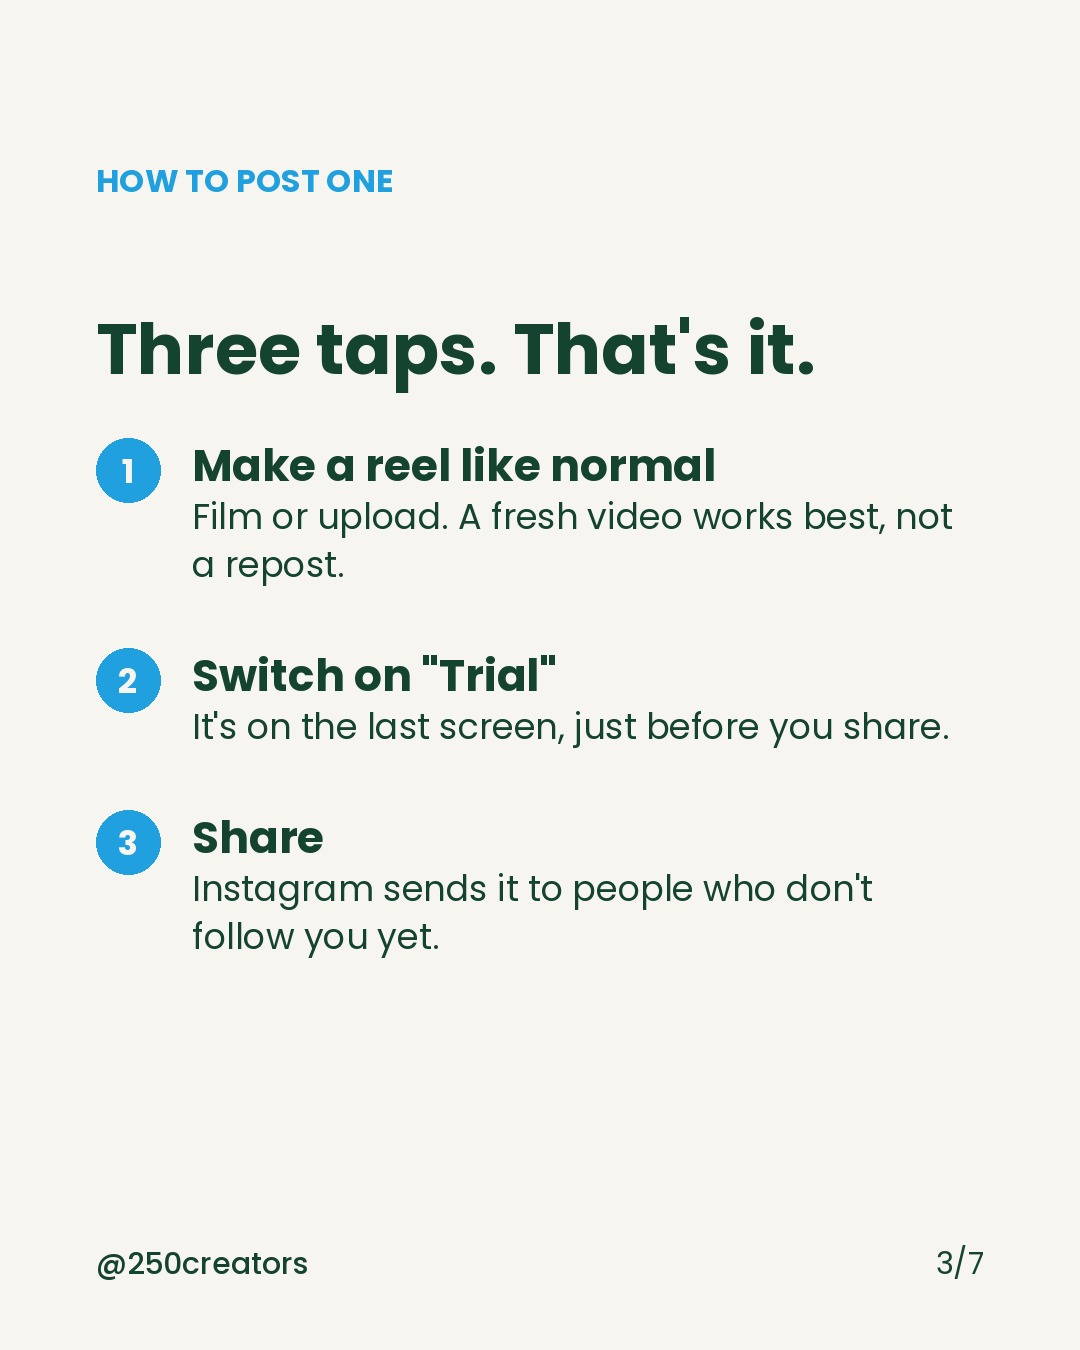 HOW TO POST ONE
Three taps. That's it.
1
Make a reel like normal
Film or upload. A fresh video works best, not
a repost.
2
Switch on "Trial"
It's on the last screen, just before you share.
3
Share
Instagram sends it to people who don't
follow you yet.
@250creators
3/7